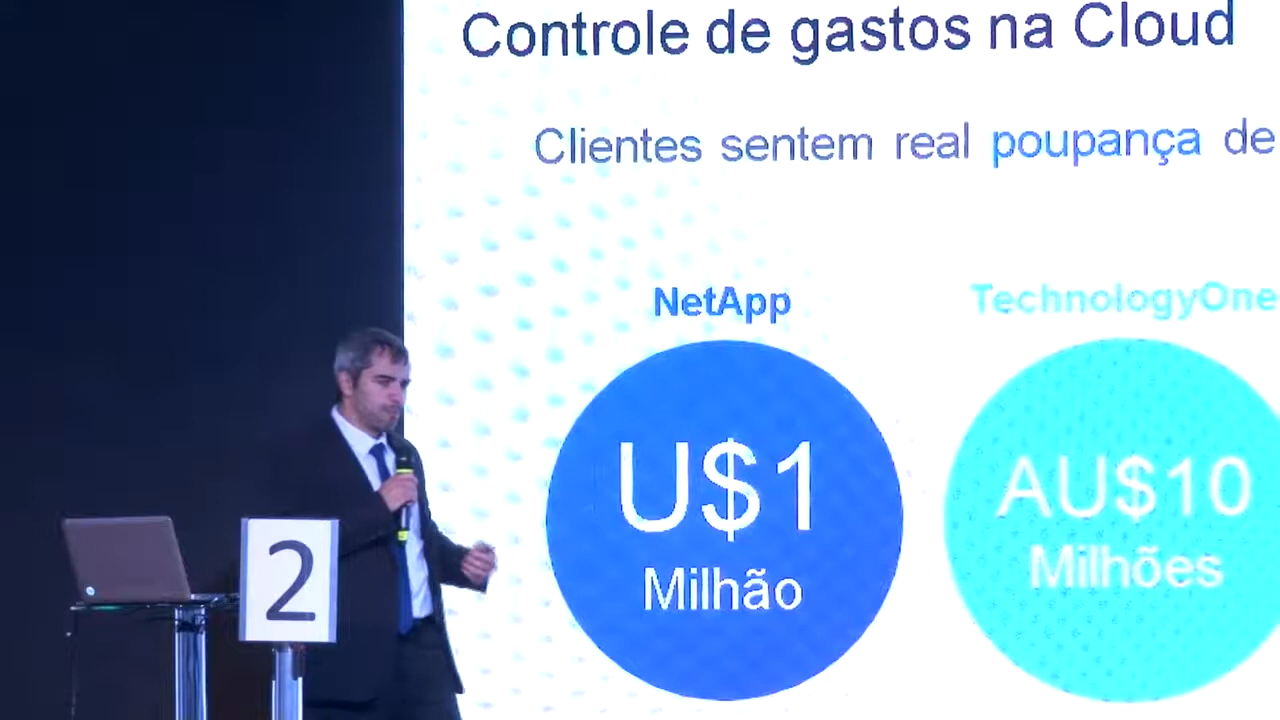 Controle de gastos na Cloud
Clientes sentem real poupança de
NetApp
TechnologyOne
U$1
Milhão
AU$10
Milhões
2